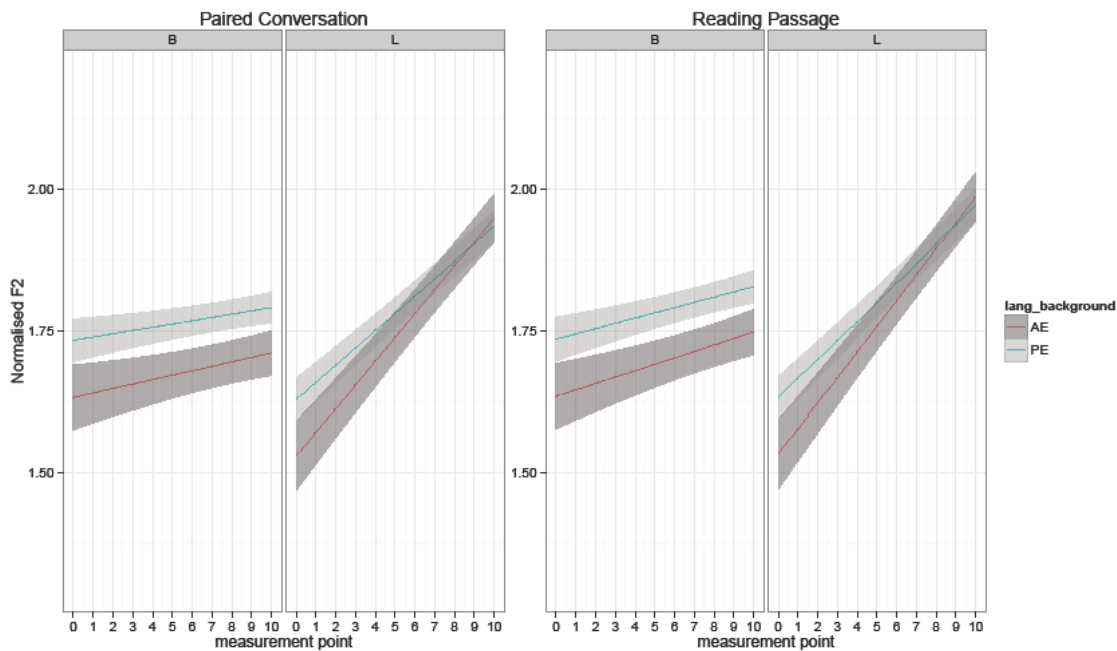 Paired Conversation
Reading Passage
B
L
B
L
Normalised F2
2.00
1.75
1.50
2.00
1.75
1.50
0 1 2 3 4 5 6 7 8 9 10
0 1 2 3 4 5 6 7 8 9 10
0 1 2 3 4 5 6 7 8 9 10
0 1 2 3 4 5 6 7 8 9 10
measurement point
measurement point
lang_background
AE
PE